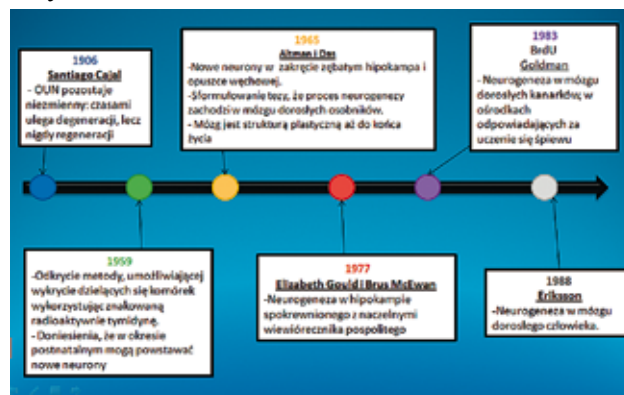 1906
Santiago Cajal
- OUN pozostaje
niezmienny: czasami
ulega degeneracji, lecz
nigdy regeneracji
1965
Altman i Das
-Nowe neurony w zakręcie zębatym hipokampa i
opuszce węchowej.
-Sformułowanie tezy, że proces neurogenezy
zachodzi w mózgu dorosłych osobników.
- Mózg jest strukturą plastyczną aż do końca
życia
1983
BrdU
Goldman
- Neurogeneza w mózgu
dorosłych kanarków; w
ośrodkach
odpowiadających za
uczenie się śpiewu
1959
-Odkrycie metody, umożliwiającej
wykrycie dzielących się komórek
wykorzystując znakowaną
radioaktywnie tymidynę.
- Doniesienia, że w okresie
postnatalnym mogą powstawać
nowe neurony
1977
Elizabeth Gould i Brus McEwan
-Neurogeneza w hipokampie
spokrewnionego z naczelnymi
wiewiórecznika pospolitego
1988
Eriksson
-Neurogeneza w mózgu
dorosłego człowieka.